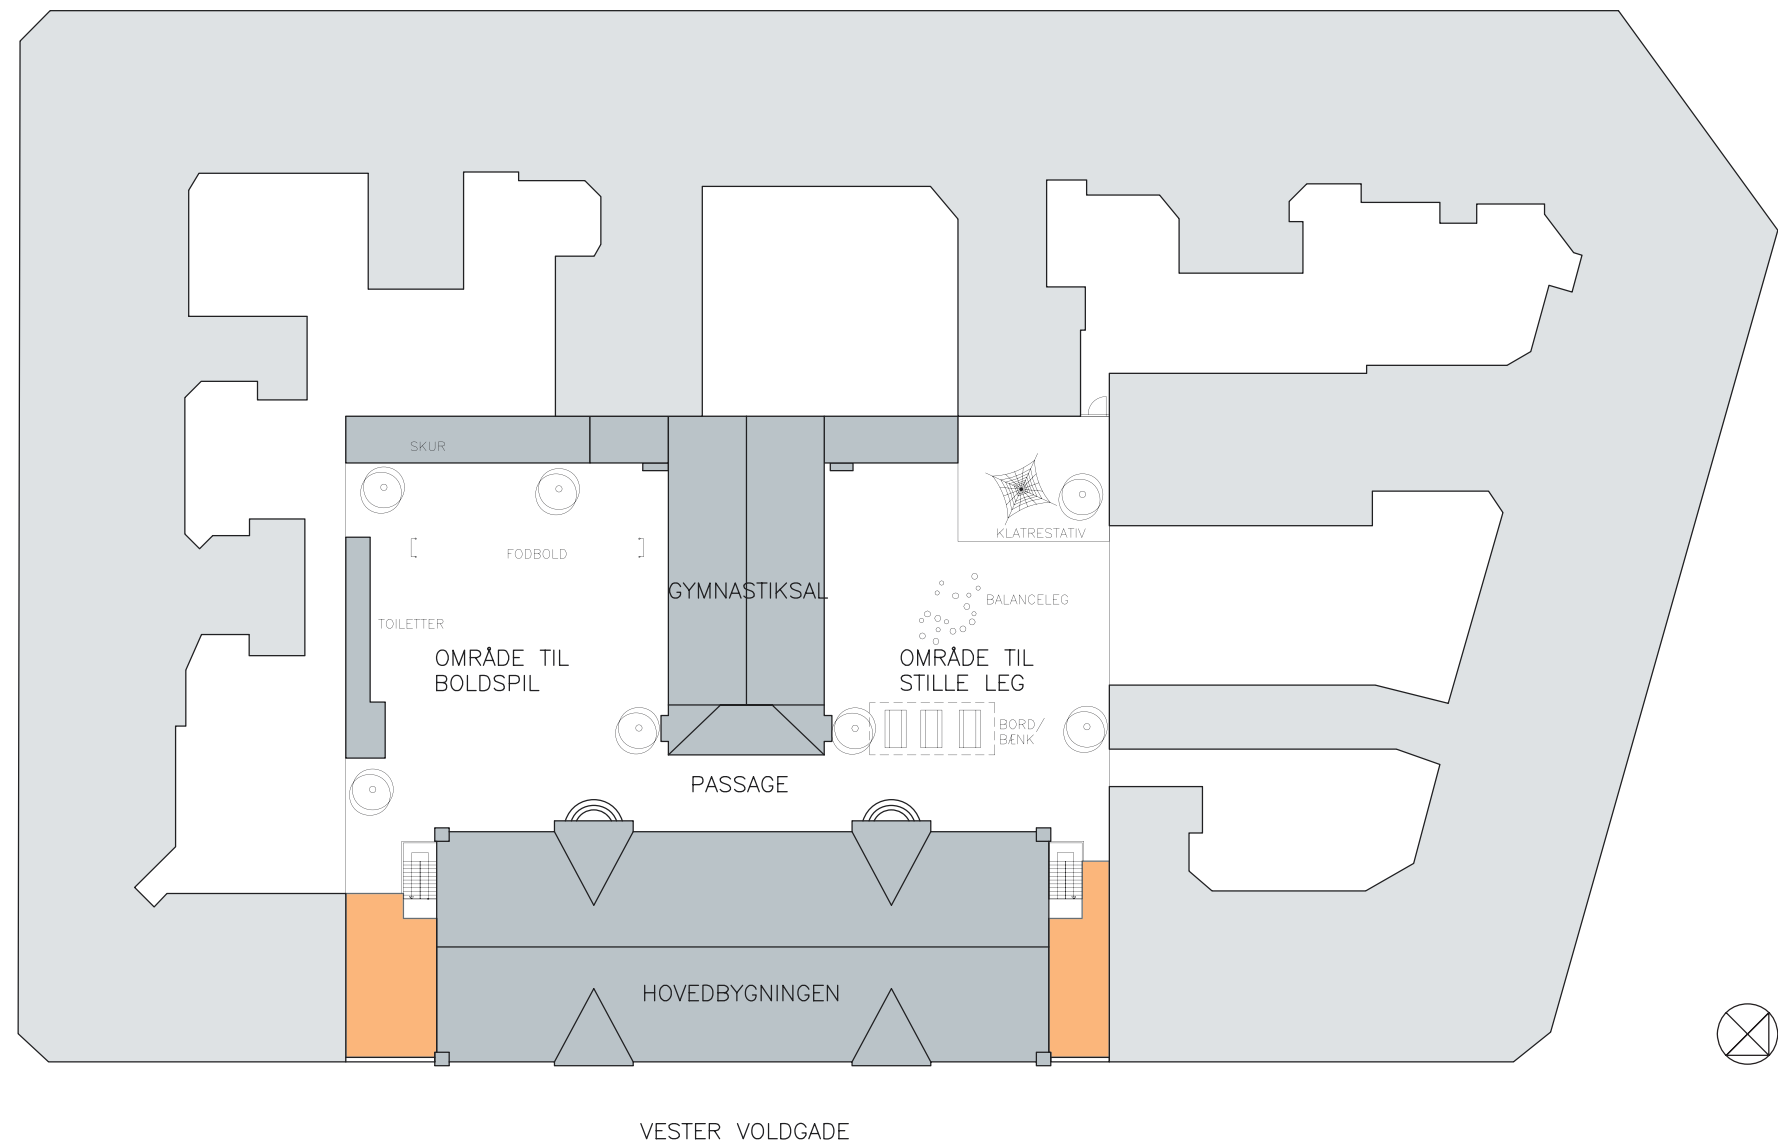 SKUR
KLATRESTATIV
FODBOLD
GYMNASTIKSAL
BALANCELEG
TOILETTER
OMRÅDE TIL
BOLDSPIL
OMRÅDE TIL
STILLE LEG
BORD/
BÆNK
PASSAGE
HOVEDBYGNINGEN
VESTER VOLDGADE